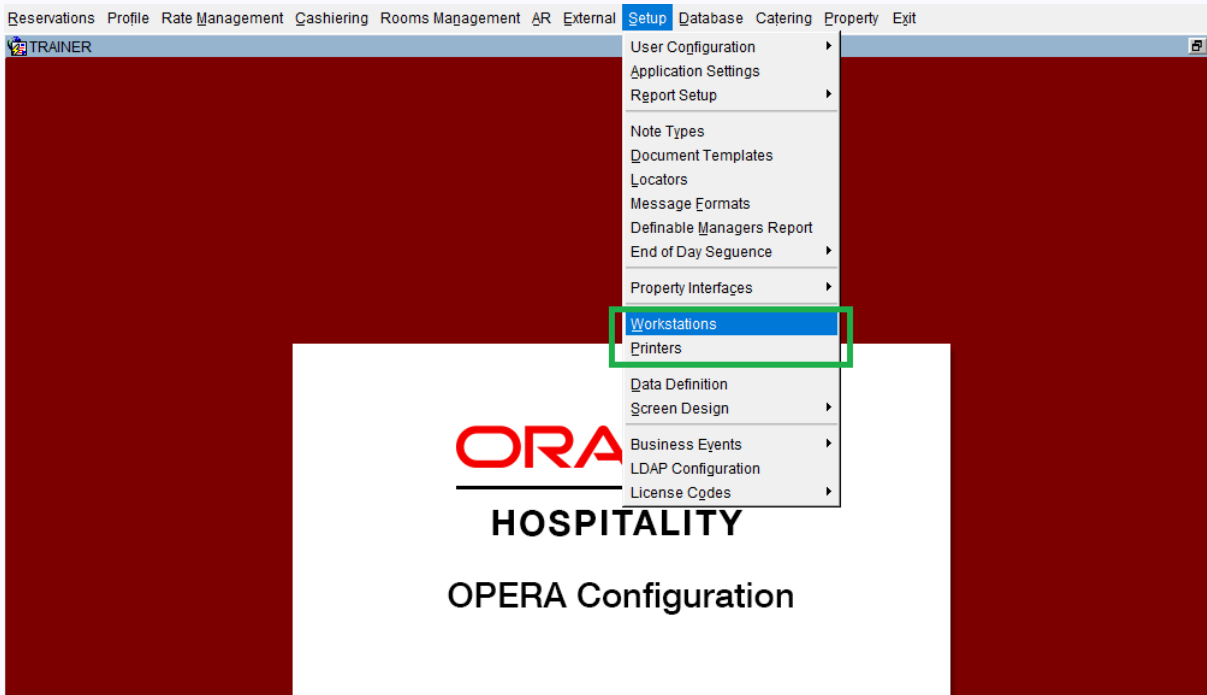 Reservations Profile Rate Management Cashiering Rooms Management AR External Setup Database Catering Property Exit
TRAINER
User Configuration
Application Settings
Report Setup
Note Types
Document Templates
Locators
Message Formats
Definable Managers Report
End of Day Sequence
Property Interfaces
Workstations
Printers
Data Definition
Screen Design
Business Events
LDAP Configuration
License Codes
ORA
HOSPITALITY
OPERA Configuration